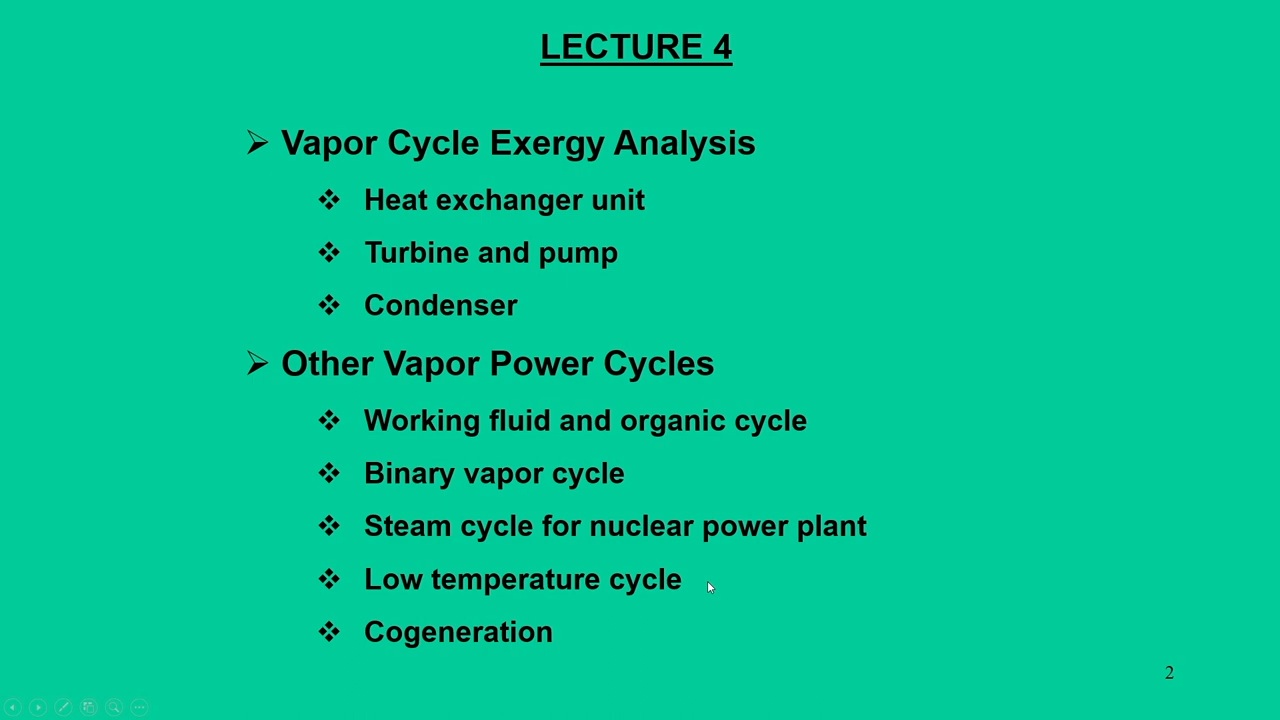 LECTURE 4
➢ Vapor Cycle Exergy Analysis
❖ Heat exchanger unit
❖ Turbine and pump
❖ Condenser
➢ Other Vapor Power Cycles
❖ Working fluid and organic cycle
❖ Binary vapor cycle
❖ Steam cycle for nuclear power plant
❖ Low temperature cycle
❖ Cogeneration
2